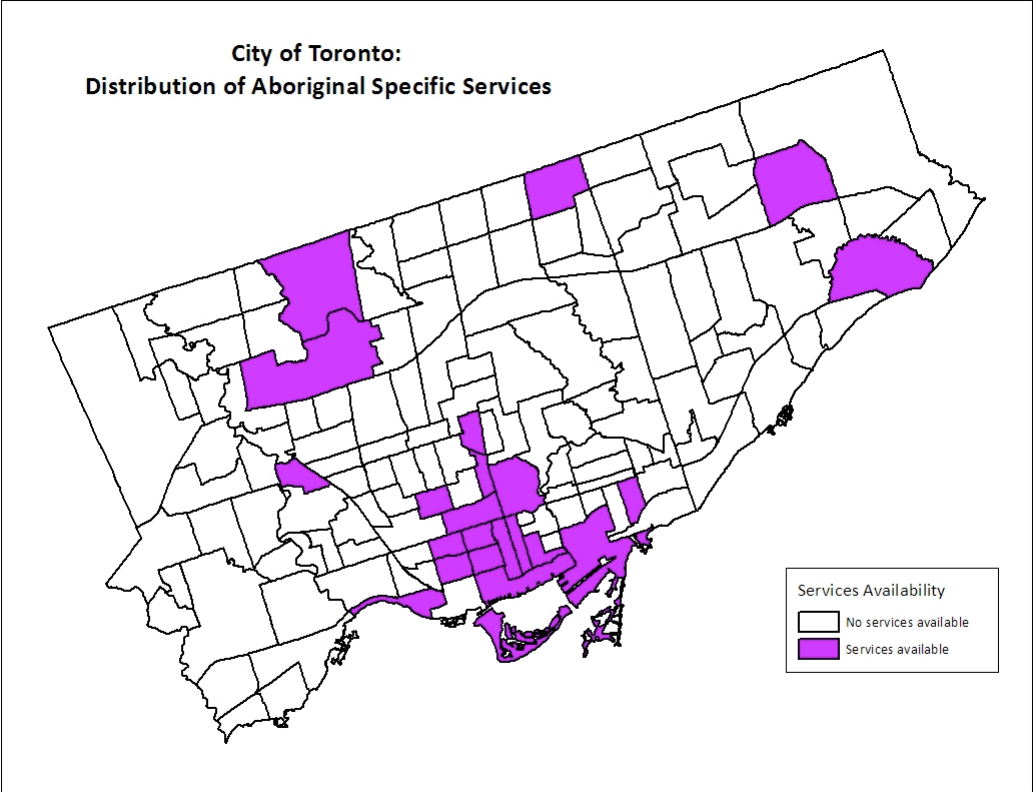 City of Toronto:
Distribution of Aboriginal Specific Services
Services Availability
No services available
Services available